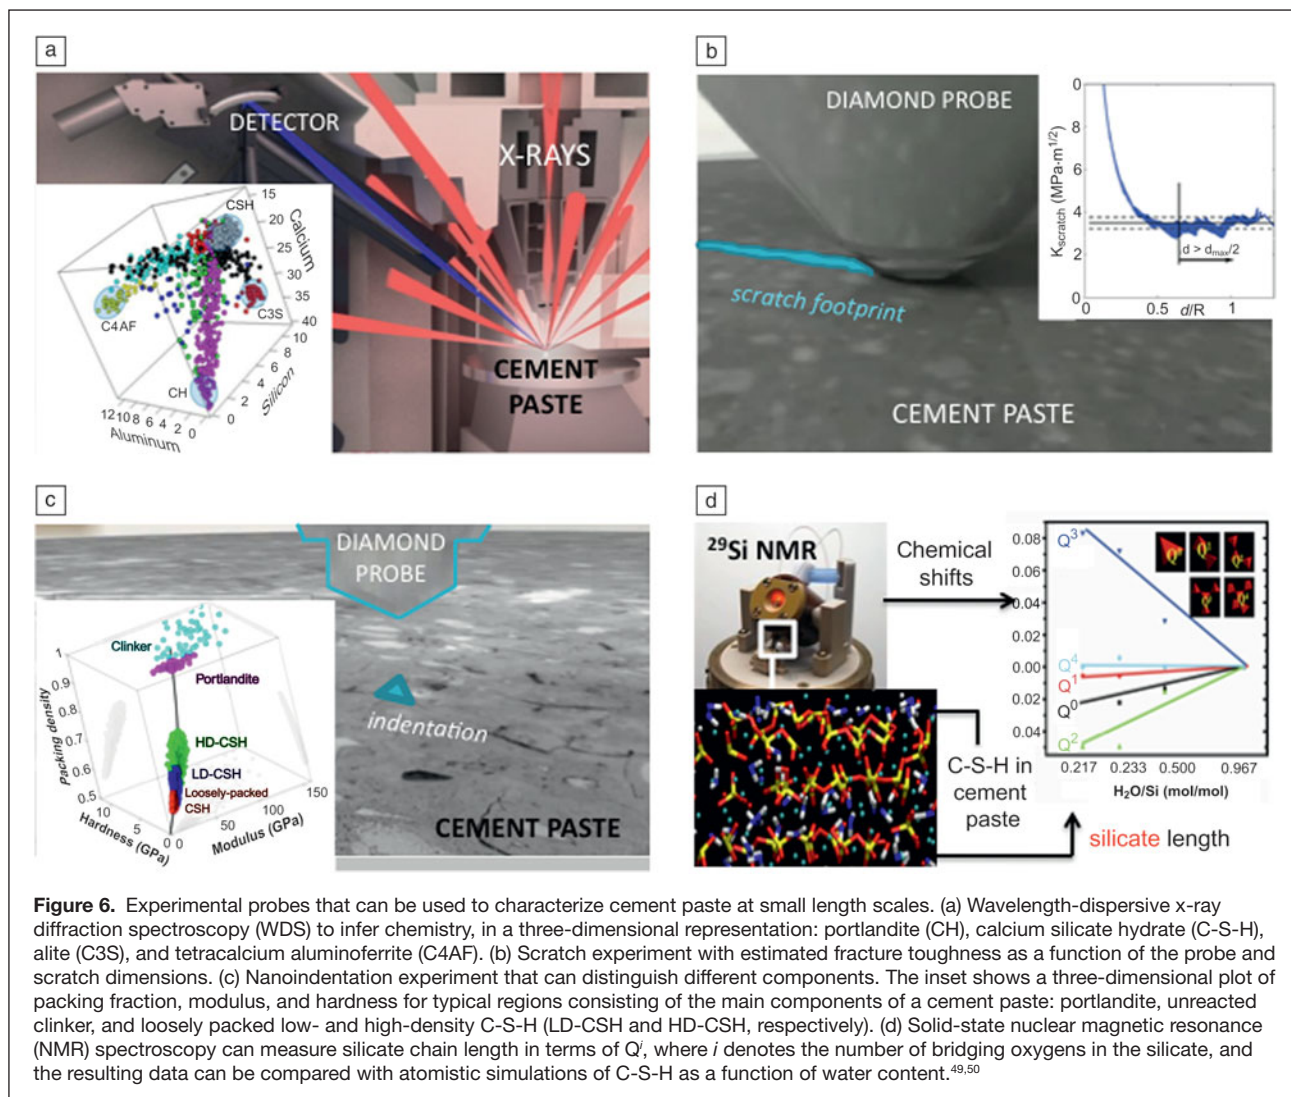 a
DETECTOR
X-RAYS
CEMENT
PASTE
CSH
C4AF
C3S
CH
15
20
25
30
35
40
Calcium
10
8
6
4
2
0
Silicon
12 10 8 6 4 2 0
Aluminum
b
DIAMOND PROBE
scratch footprint
CEMENT PASTE
0
8
6
4
2
0
K_scratch (MPa·m^1/2)
d > d_max/2
0 0.5 1
d/R
c
DIAMOND
PROBE
indentation
CEMENT PASTE
Clinker
Portlandite
HD-CSH
LD-CSH
Loosely-packed
CSH
1
0.9
0.8
0.7
0.6
0.5
Packing density
10
5
0
Hardness (GPa)
0
50
100
150
Modulus (GPa)
d
²⁹Si NMR
Chemical
shifts
C-S-H in
cement
paste
silicate length
0.08
0.06
0.04
0.02
0.00
0.02
0.04
Q³
Q⁴
Q¹
Q⁰
Q²
0.217 0.233 0.500 0.967
H₂O/Si (mol/mol)
Figure 6. Experimental probes that can be used to characterize cement paste at small length scales. (a) Wavelength-dispersive x-ray
diffraction spectroscopy (WDS) to infer chemistry, in a three-dimensional representation: portlandite (CH), calcium silicate hydrate (C-S-H),
alite (C3S), and tetracalcium aluminoferrite (C4AF). (b) Scratch experiment with estimated fracture toughness as a function of the probe and
scratch dimensions. (c) Nanoindentation experiment that can distinguish different components. The inset shows a three-dimensional plot of
packing fraction, modulus, and hardness for typical regions consisting of the main components of a cement paste: portlandite, unreacted
clinker, and loosely packed low- and high-density C-S-H (LD-CSH and HD-CSH, respectively). (d) Solid-state nuclear magnetic resonance
(NMR) spectroscopy can measure silicate chain length in terms of Qⁱ, where i denotes the number of bridging oxygens in the silicate, and
the resulting data can be compared with atomistic simulations of C-S-H as a function of water content.⁴⁹,⁵⁰